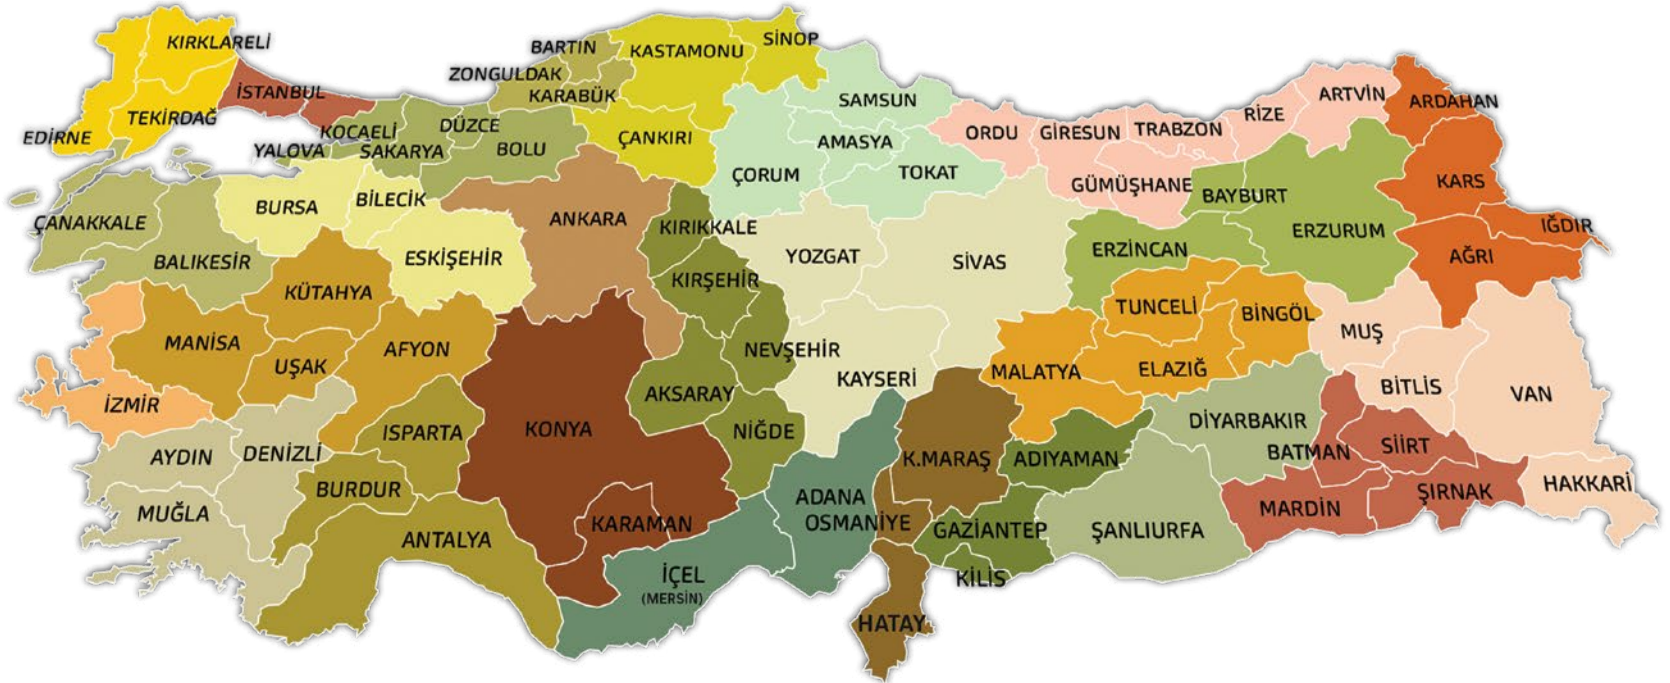 KIRKLARELİ
EDİRNE
TEKİRDAĞ
İSTANBUL
KOCAELİ
YALOVA
SAKARYA
DÜZCE
BOLU
BARTIN
ZONGULDAK
KARABÜK
KASTAMONU
SİNOP
ÇANKIRI
SAMSUN
AMASYA
ÇORUM
TOKAT
ORDU
GİRESUN
TRABZON
RİZE
ARTVİN
ARDAHAN
GÜMÜŞHANE
BAYBURT
KARS
IĞDIR
AĞRI
ERZURUM
ERZİNCAN
ÇANAKKALE
BALIKESİR
BURSA
BİLECİK
ESKİŞEHİR
ANKARA
KIRIKKALE
KIRŞEHİR
YOZGAT
SİVAS
KÜTAHYA
MANİSA
UŞAK
AFYON
İZMİR
AYDIN
DENİZLİ
MUĞLA
ISPARTA
BURDUR
ANTALYA
KONYA
KARAMAN
AKSARAY
NEVŞEHİR
NİĞDE
KAYSERİ
İÇEL
(MERSİN)
ADANA
OSMANİYE
HATAY
K.MARAŞ
MALATYA
TUNCELİ
BİNGÖL
ELAZIĞ
ADIYAMAN
GAZİANTEP
KİLİS
ŞANLIURFA
DİYARBAKIR
BATMAN
MARDİN
SİİRT
ŞIRNAK
MUŞ
BİTLİS
VAN
HAKKARİ